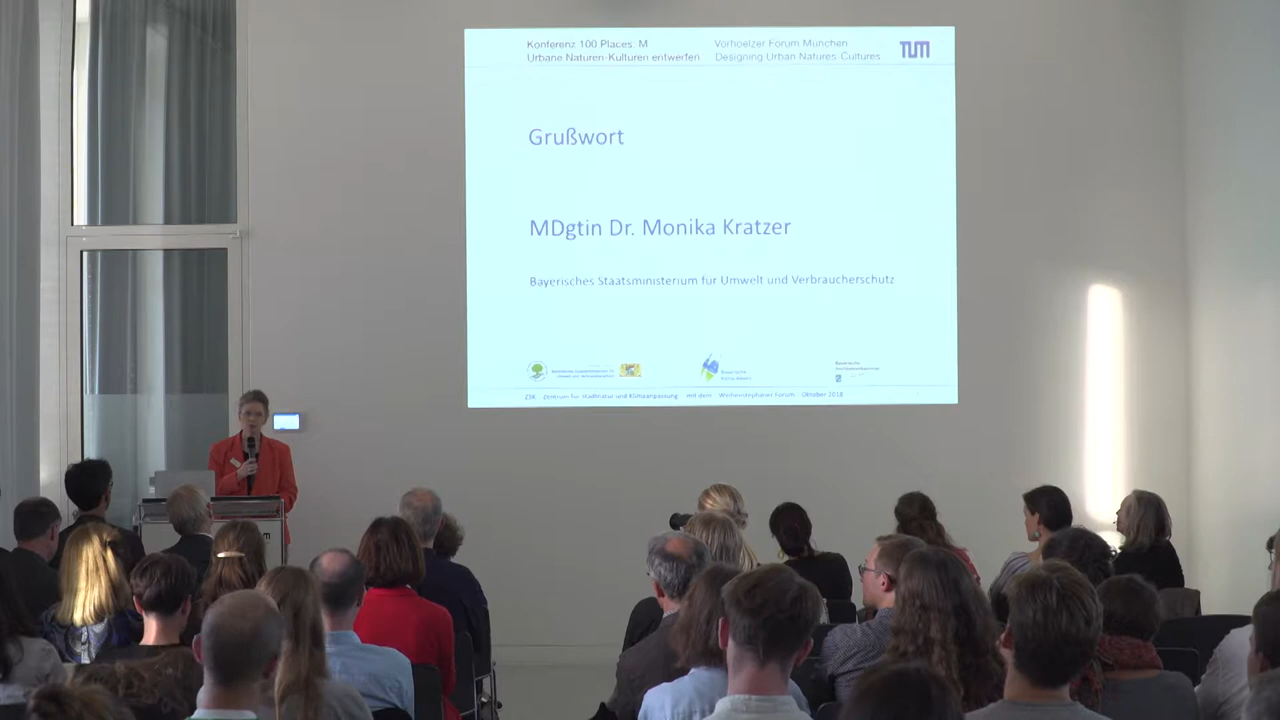 Konferenz 100 Places: M
Urbane Naturen-Kulturen entwerfen
Vorhoelzer Forum München
Designing Urban Natures Cultures
TUM
Grußwort
MDgtin Dr. Monika Kratzer
Bayerisches Staatsministerium für Umwelt und Verbraucherschutz
ZSK Zentrum für Stadtnatur und Klimaanpassung mit dem Weihenstephaner Forum Oktober 2018